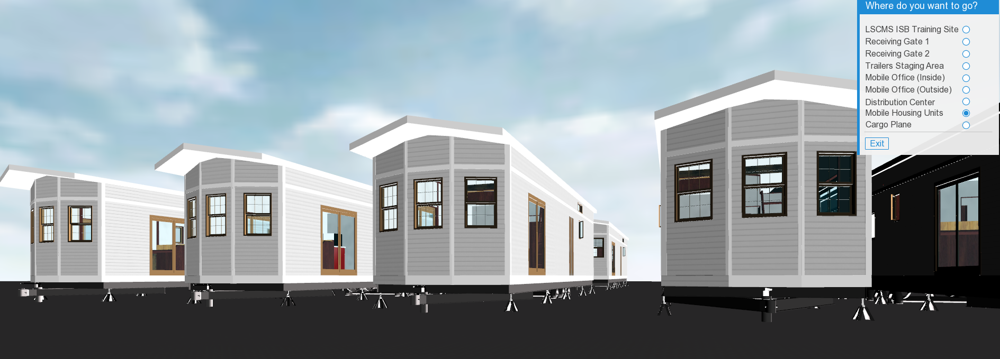 Where do you want to go?
LSCMS ISB Training Site
Receiving Gate 1
Receiving Gate 2
Trailers Staging Area
Mobile Office (Inside)
Mobile Office (Outside)
Distribution Center
Mobile Housing Units
Cargo Plane
Exit